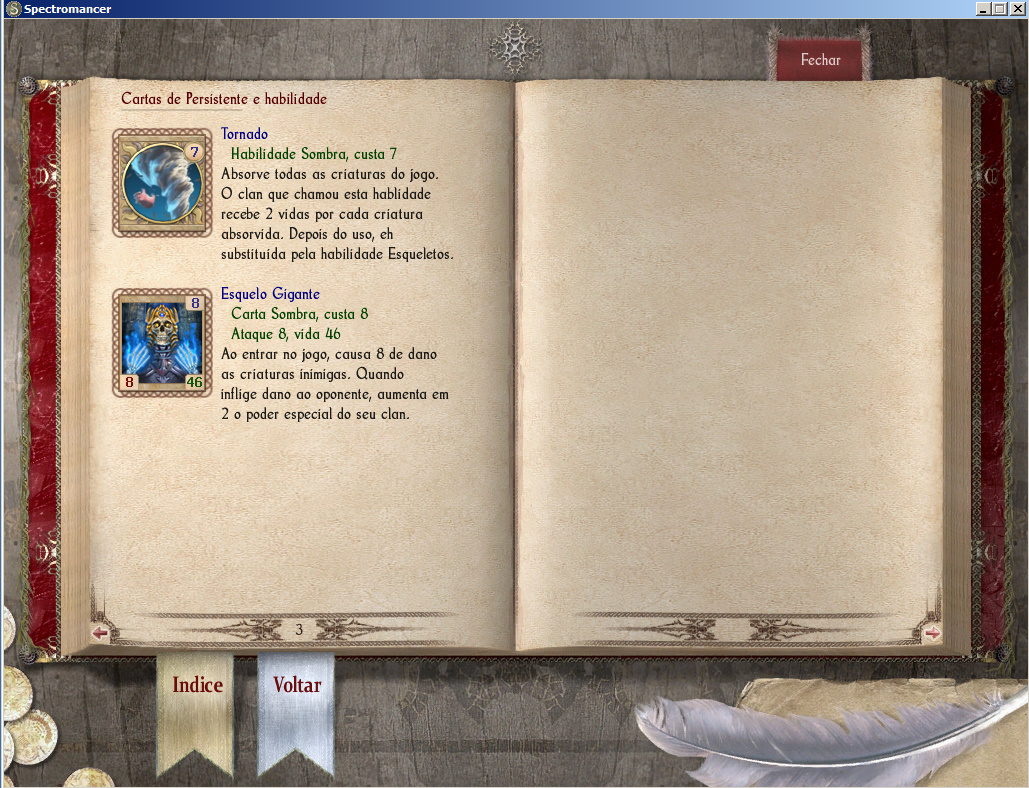 Spectromancer
Fechar
Cartas de Persistente e habilidade
7
Tornado
Habilidade Sombra, custa 7
Absorve todas as criaturas do jogo.
O clan que chamou esta hablidade
recebe 2 vidas por cada criatura
absorvida. Depois do uso, eh
substituída pela habilidade Esqueletos.
8
8
46
Esquelo Gigante
Carta Sombra, custa 8
Ataque 8, vida 46
Ao entrar no jogo, causa 8 de dano
as criaturas inimigas. Quando
inflige dano ao oponente, aumenta em
2 o poder especial do seu clan.
3
Indice
Voltar